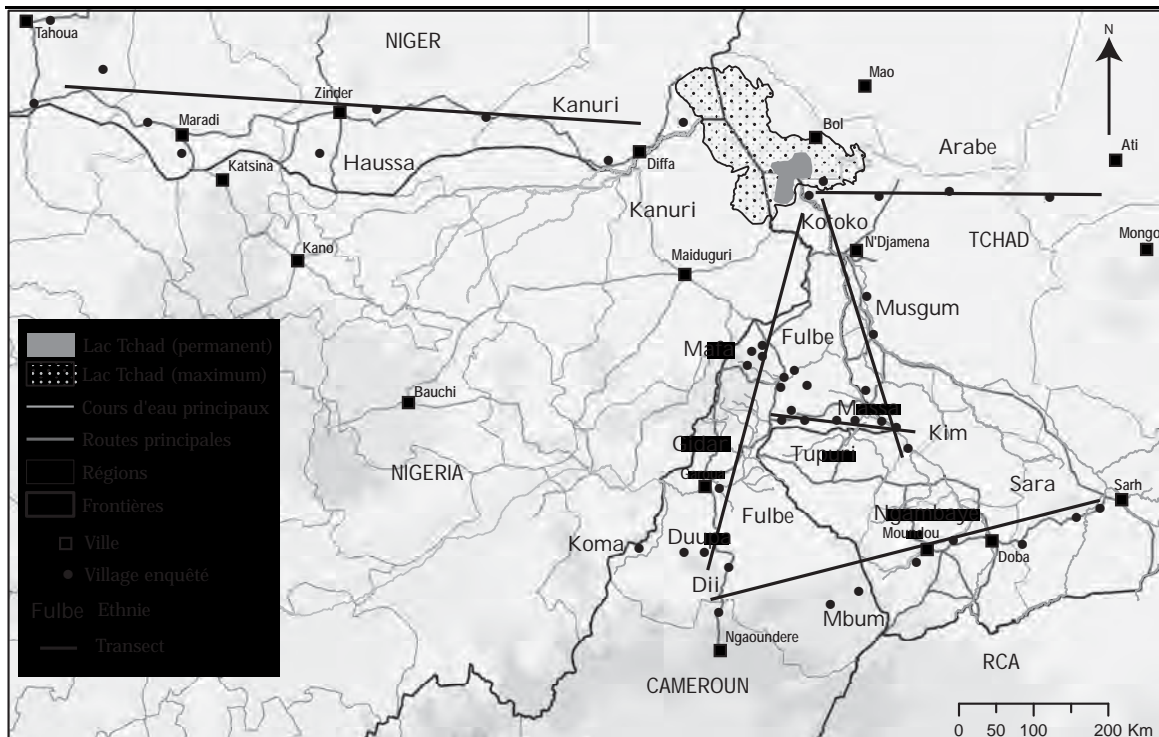 N
Tahoua
NIGER
Mao
Zinder
Kanuri
Maradi
Bol
Arabe
Ati
Haussa
Katsina
Diffa
Kanuri
Kotoko
N'Djamena
TCHAD
Mongo
Kano
Maiduguri
Musgum
Fulbe
Mafa
Lac Tchad (permanent)
Lac Tchad (maximum)
Cours d'eau principaux
Routes principales
Régions
Frontières
Ville
Village enquêté
Fulbe Ethnie
Transect
Bauchi
Massa
Kim
Gidar
Tupuri
NIGERIA
Garoua
Sara
Sarh
Fulbe
Ngambaye
Koma
Duupa
Moundou
Doba
Dii
Mbum
Ngaoundere
RCA
CAMEROUN
0 50 100 200 Km